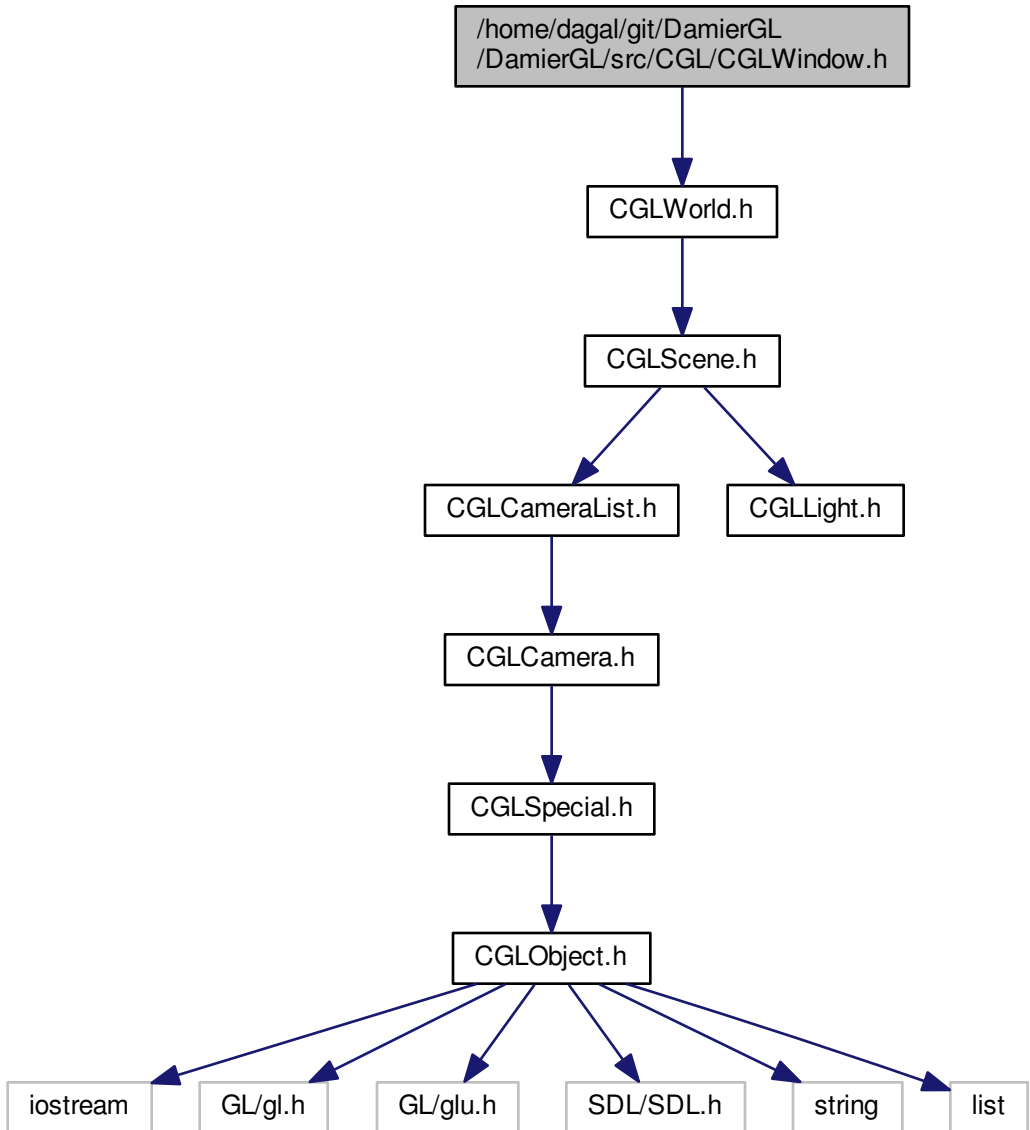 /home/dagal/git/DamierGL
/DamierGL/src/CGL/CGLWindow.h
CGLWorld.h
CGLScene.h
CGLCameraList.h
CGLLight.h
CGLCamera.h
CGLSpecial.h
CGLObject.h
iostream
GL/gl.h
GL/glu.h
SDL/SDL.h
string
list